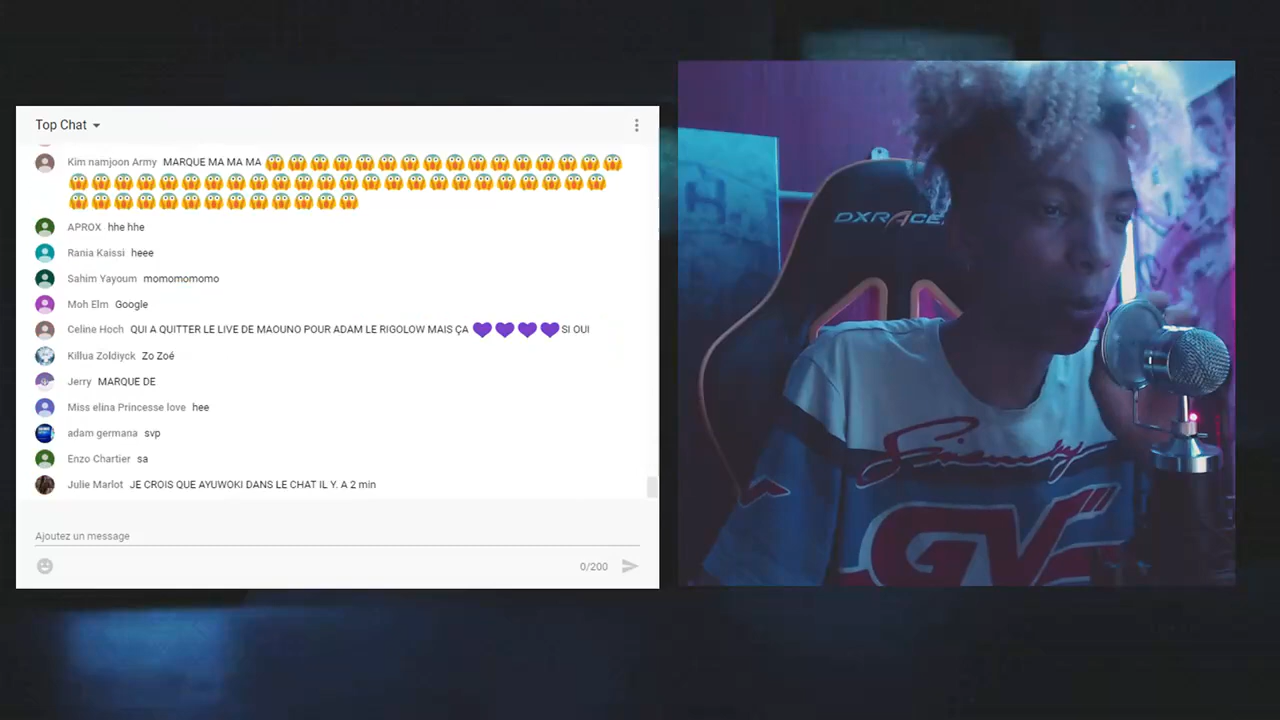 Top Chat
Kim namjoon Army MARQUE MA MA MA
APROX hhe hhe
Rania Kaissi heee
Sahim Yayoum momomomomo
Moh Elm Google
Celine Hoch QUI A QUITTER LE LIVE DE MAOUNO POUR ADAM LE RIGOLOW MAIS ÇA 💜💜💜💜SI OUI
Killua Zoldiyck Zo Zoé
Jerry MARQUE DE
Miss elina Princesse love hee
adam germana svp
Enzo Chartier sa
Julie Marlot JE CROIS QUE AYUWOKI DANS LE CHAT IL Y. A 2 min
Ajoutez un message
0/200
DXRACE
GV